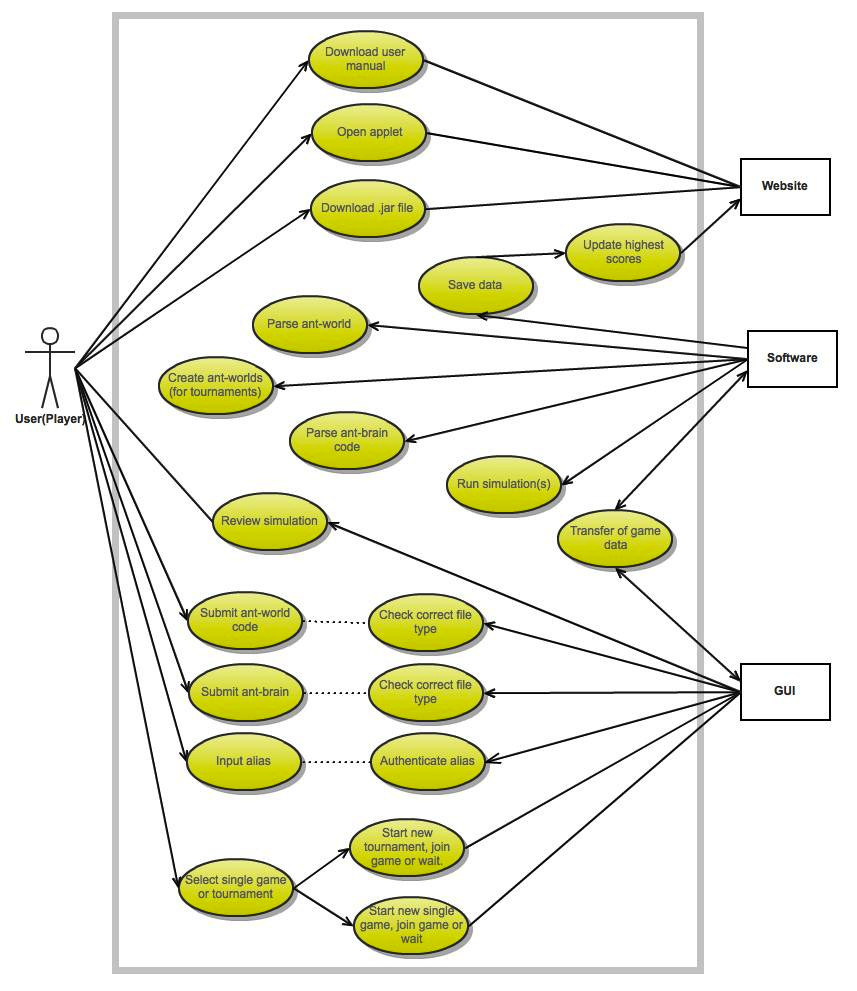 Download user
manual
Open applet
Website
Download .jar file
Update highest
scores
Save data
Parse ant-world
Software
Create ant-worlds
(for tournaments)
User(Player)
Parse ant-brain
code
Run simulation(s)
Review simulation
Transfer of game
data
Submit ant-world
code
Check correct file
type
Submit ant-brain
Check correct file
type
GUI
Input alias
Authenticate alias
Start new
tournament, join
game or wait.
Select single game
or tournament
Start new single
game, join game or
wait